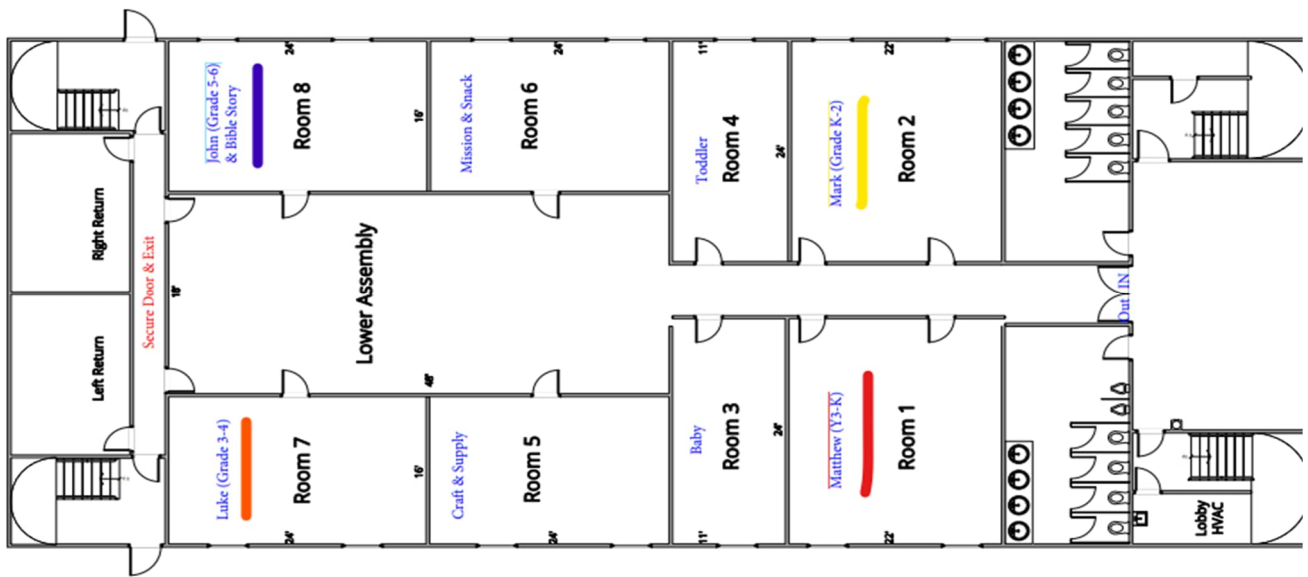 24'
John (Grade 5-6)
& Bible Story
Room 8
16'
24'
Mission & Snack
Room 6
11'
Toddler
Room 4
24'
22'
Mark (Grade K-2)
Room 2
Right Return
Left Return
Secure Door & Exit
18'
Lower Assembly
48'
Out
IN
Luke (Grade 3-4)
Room 7
16'
24'
Craft & Supply
Room 5
24'
Baby
Room 3
24'
11'
Matthew (Y3-K)
Room 1
22'
Lobby
HVAC